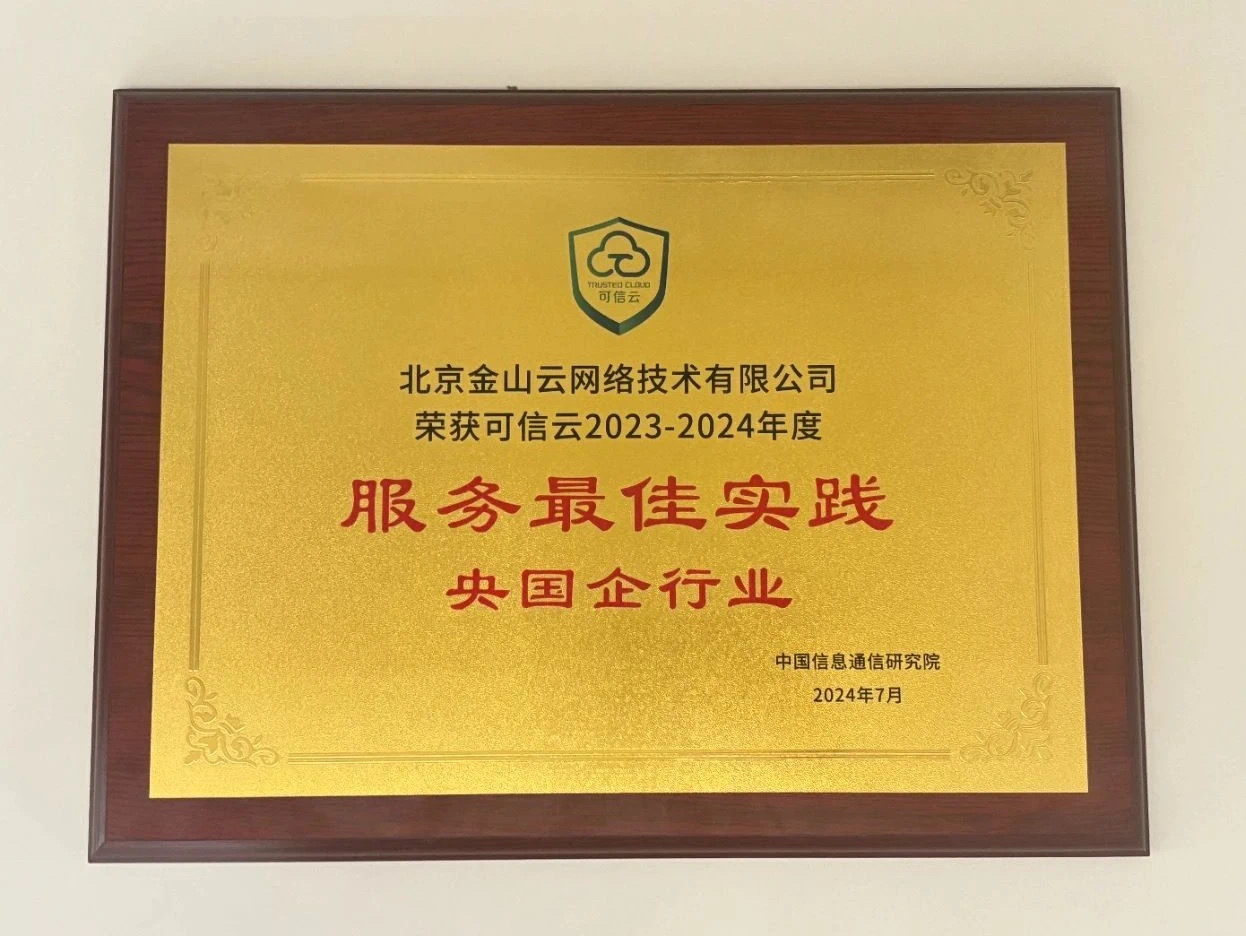 TRUSTED CLOUD
可信云
北京金山云网络技术有限公司
荣获可信云2023-2024年度
服务最佳实践
央国企行业
中国信息通信研究院
2024年7月